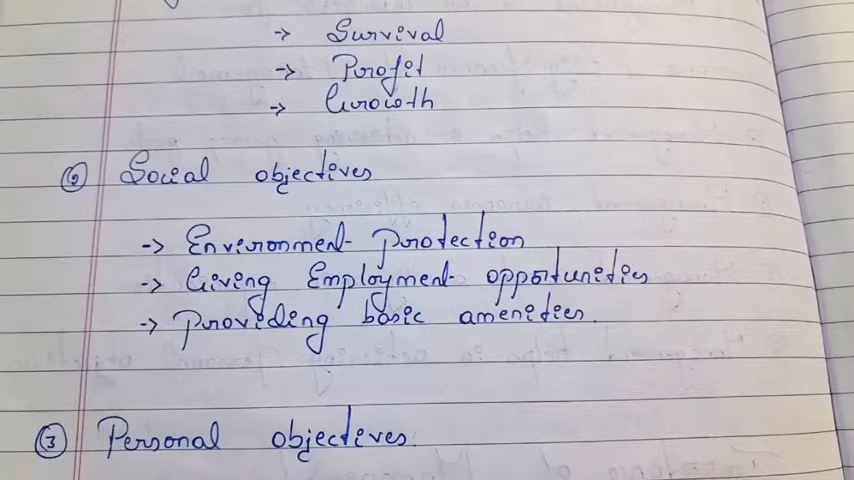 → Survival
→ Profit
→ Growth
② Social objectives
→ Environment Protection
→ Giving Employment opportunities
→ Providing basic amenities.
③ Personal objectives